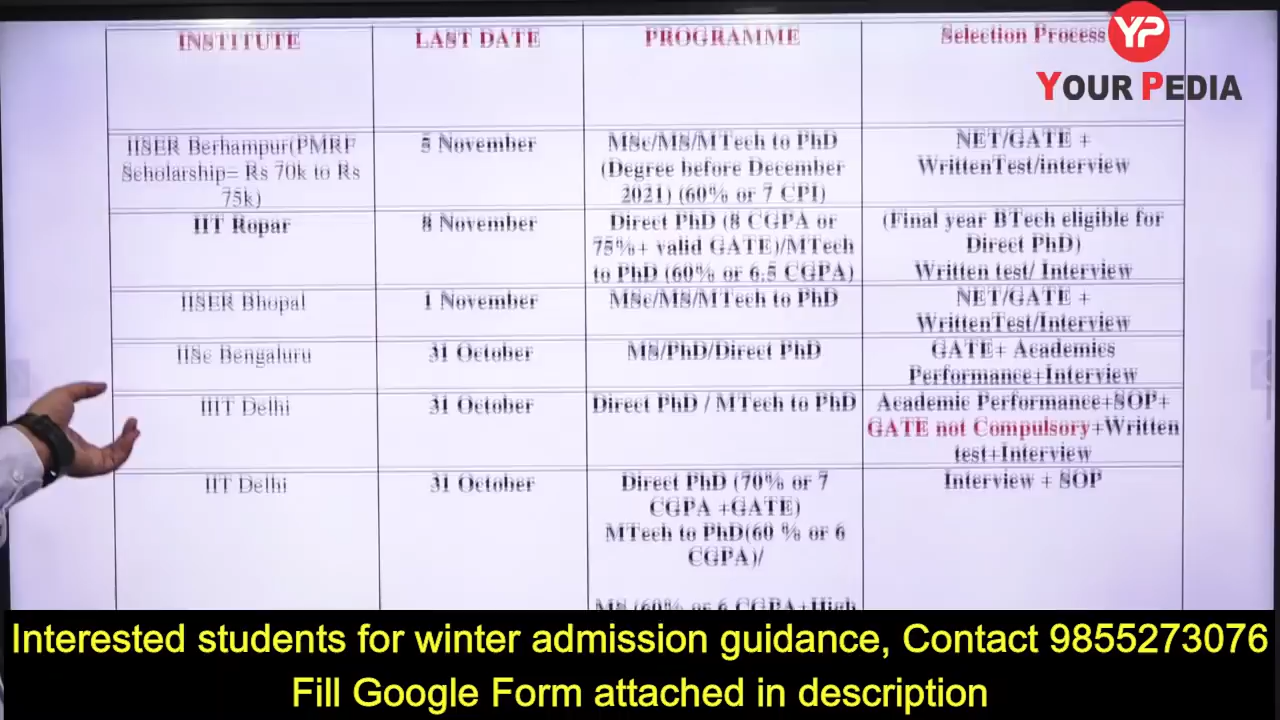 INSTITUTE LAST DATE PROGRAMME Selection Process
YP
YOUR PEDIA
IISER Berhampur(PMRF
Scholarship= Rs 70k to Rs
75k)
5 November
MSc/MS/MTech to PhD
(Degree before December
2021) (60% or 7 CPI)
NET/GATE +
WrittenTest/interview
IIT Ropar
8 November
Direct PhD (8 CGPA or
75%+ valid GATE)/MTech
to PhD (60% or 6.5 CGPA)
(Final year BTech eligible for
Direct PhD)
Written test/ Interview
IISER Bhopal
1 November
MSc/MS/MTech to PhD
NET/GATE +
WrittenTest/Interview
IISc Bengaluru
31 October
MS/PhD/Direct PhD
GATE+ Academics
Performance+Interview
IIIT Delhi
31 October
Direct PhD / MTech to PhD
Academic Performance+SOP+
GATE not Compulsory+Written
test+Interview
IIT Delhi
31 October
Direct PhD (70% or 7
CGPA +GATE)
MTech to PhD(60 % or 6
CGPA)/
MS (60% or 6 CGPA+High
Interview + SOP
Interested students for winter admission guidance, Contact 9855273076
Fill Google Form attached in description